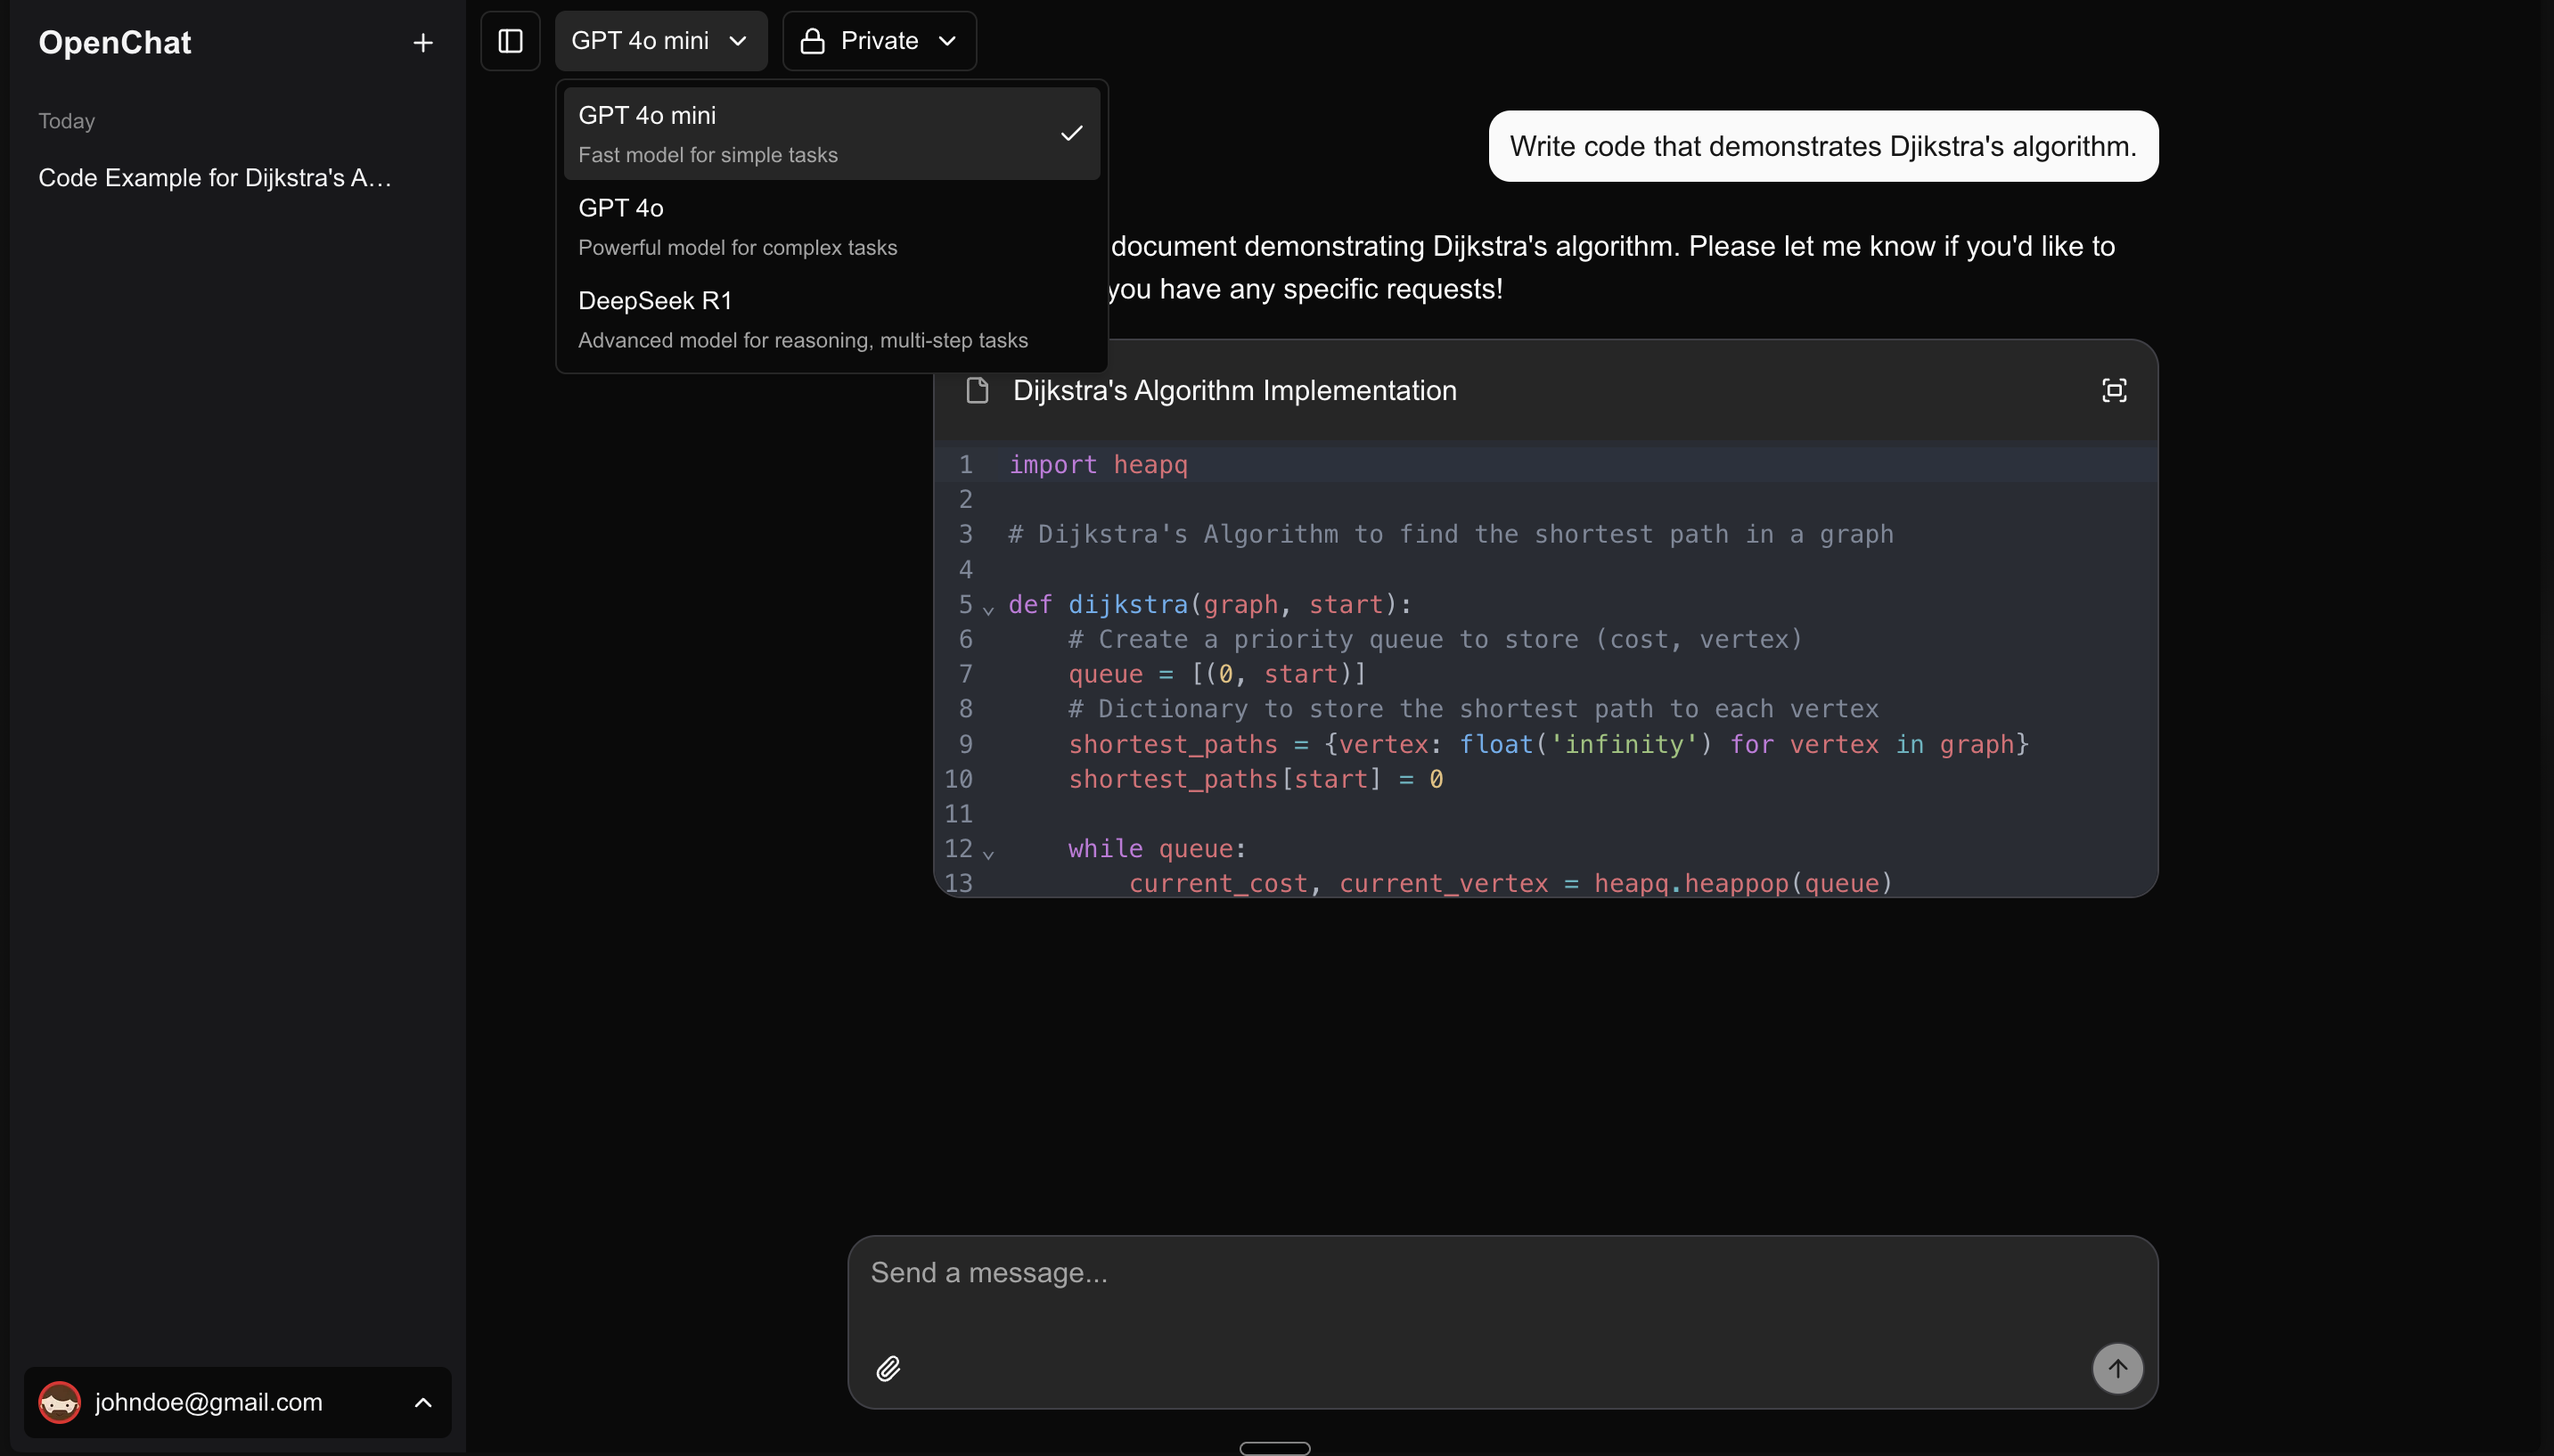 OpenChat
Today
Code Example for Dijkstra's A...
johndoe@gmail.com
GPT 4o mini
Private
GPT 4o mini
Fast model for simple tasks
GPT 4o
Powerful model for complex tasks
DeepSeek R1
Advanced model for reasoning, multi-step tasks
Write code that demonstrates Djikstra's algorithm.
document demonstrating Dijkstra's algorithm. Please let me know if you'd like to
you have any specific requests!
Dijkstra's Algorithm Implementation
1 import heapq
2
3 # Dijkstra's Algorithm to find the shortest path in a graph
4
5 def dijkstra(graph, start):
6     # Create a priority queue to store (cost, vertex)
7     queue = [(0, start)]
8     # Dictionary to store the shortest path to each vertex
9     shortest_paths = {vertex: float('infinity') for vertex in graph}
10     shortest_paths[start] = 0
11
12     while queue:
13         current_cost, current_vertex = heapq.heappop(queue)
Send a message...